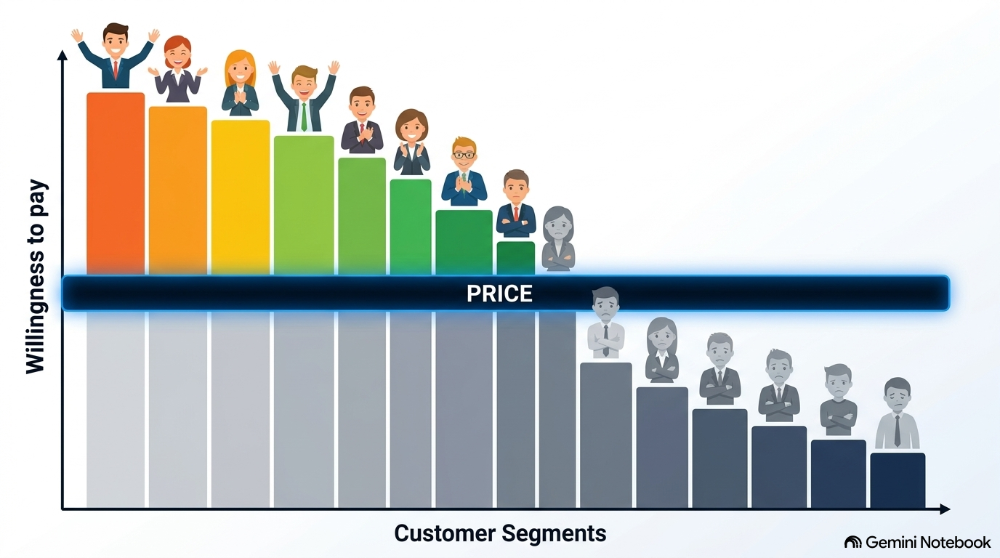 Willingness to pay
PRICE
Customer Segments
Gemini Notebook